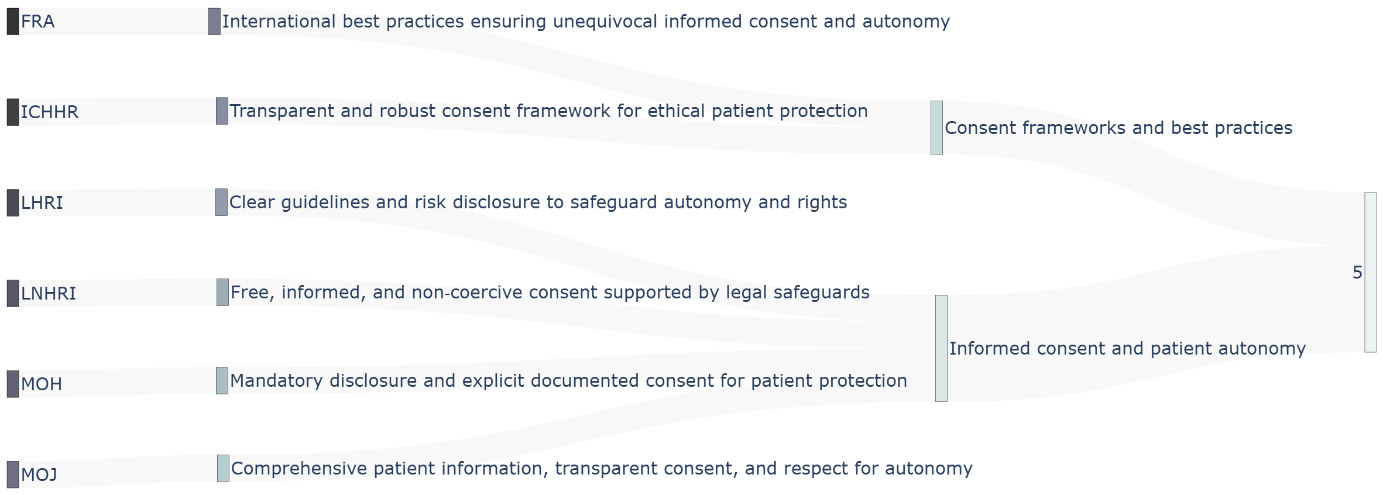 FRA
International best practices ensuring unequivocal informed consent and autonomy
ICHHR
Transparent and robust consent framework for ethical patient protection
Consent frameworks and best practices
LHRI
Clear guidelines and risk disclosure to safeguard autonomy and rights
5
LNHRI
Free, informed, and non-coercive consent supported by legal safeguards
Informed consent and patient autonomy
MOH
Mandatory disclosure and explicit documented consent for patient protection
MOJ
Comprehensive patient information, transparent consent, and respect for autonomy